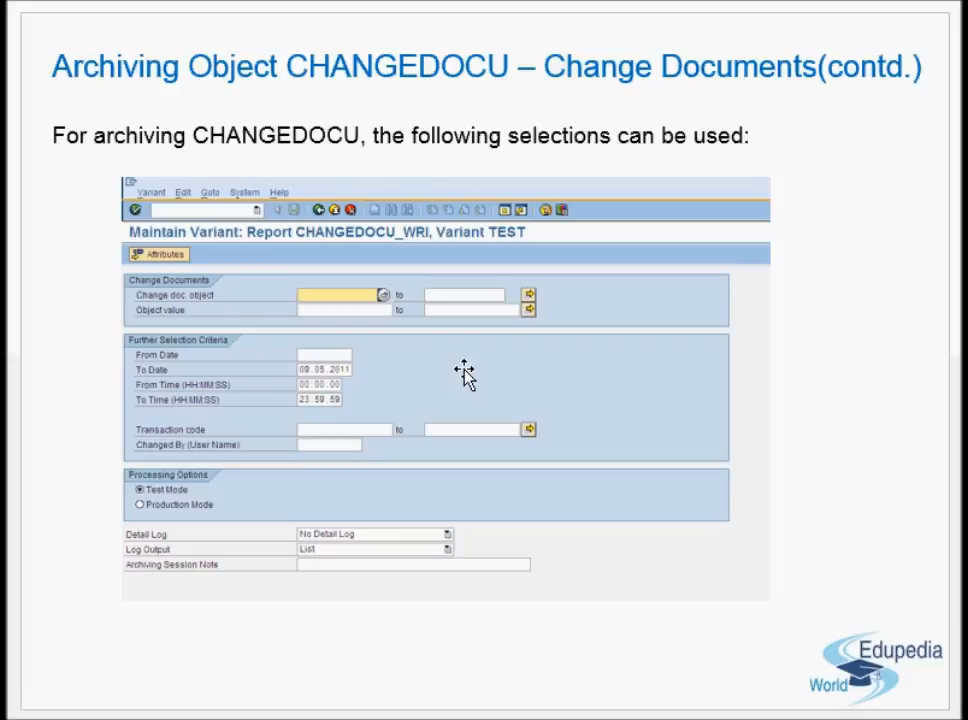 Archiving Object CHANGEDOCU – Change Documents(contd.)
For archiving CHANGEDOCU, the following selections can be used:
Variant Edit Goto System Help
Maintain Variant: Report CHANGEDOCU_WRI, Variant TEST
Attributes
Change Documents
Change doc. object to
Object value to
Further Selection Criteria
From Date
To Date 09.05.2011
From Time (HH:MM:SS) 00:00:00
To Time (HH:MM:SS) 23:59:59
Transaction code to
Changed By (User Name)
Processing Options
Test Mode
Production Mode
Detail Log No Detail Log
Log Output List
Archiving Session Note
Edupedia
World